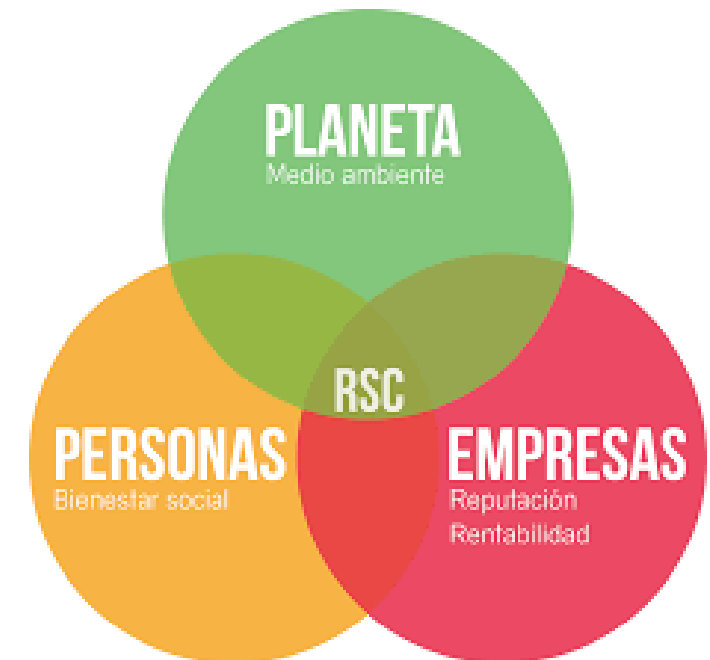 PLANETA
Medio ambiente
RSC
PERSONAS
Bienestar social
EMPRESAS
Reputación
Rentabilidad